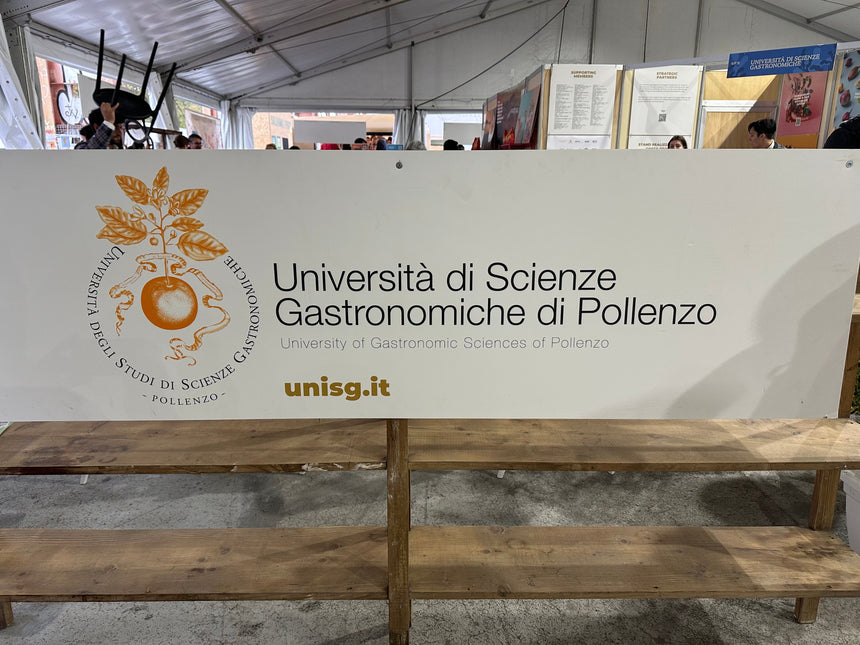 SUPPORTING
MEMBERS
STRATEGIC
PARTNERS
UNIVERSITÀ DI SCIENZE
GASTRONOMICHE
UNIVERSITÀ DEGLI STUDI DI SCIENZE GASTRONOMICHE
- POLLENZO -
Università di Scienze
Gastronomiche di Pollenzo
University of Gastronomic Sciences of Pollenzo
unisg.it